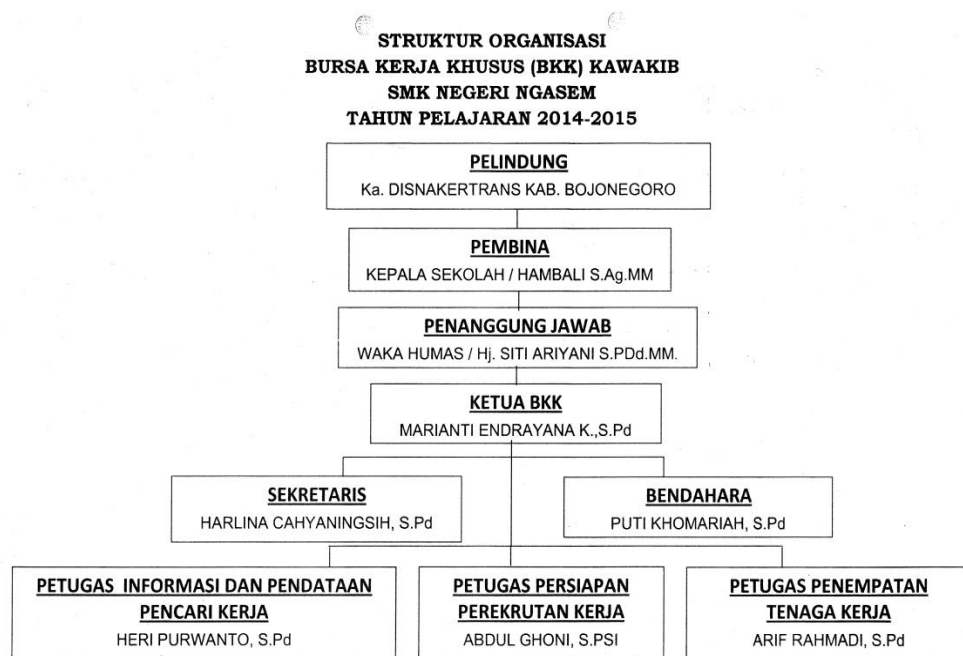 STRUKTUR ORGANISASI
BURSA KERJA KHUSUS (BKK) KAWAKIB
SMK NEGERI NGASEM
TAHUN PELAJARAN 2014-2015
PELINDUNG
Ka. DISNAKERTRANS KAB. BOJONEGORO
PEMBINA
KEPALA SEKOLAH / HAMBALI S.Ag.MM
PENANGGUNG JAWAB
WAKA HUMAS / Hj. SITI ARIYANI S.PDd.MM.
KETUA BKK
MARIANTI ENDRAYANA K.,S.Pd
SEKRETARIS
HARLINA CAHYANINGSIH, S.Pd
BENDAHARA
PUTI KHOMARIAH, S.Pd
PETUGAS INFORMASI DAN PENDATAAN
PENCARI KERJA
HERI PURWANTO, S.Pd
PETUGAS PERSIAPAN
PEREKRUTAN KERJA
ABDUL GHONI, S.PSI
PETUGAS PENEMPATAN
TENAGA KERJA
ARIF RAHMADI, S.Pd